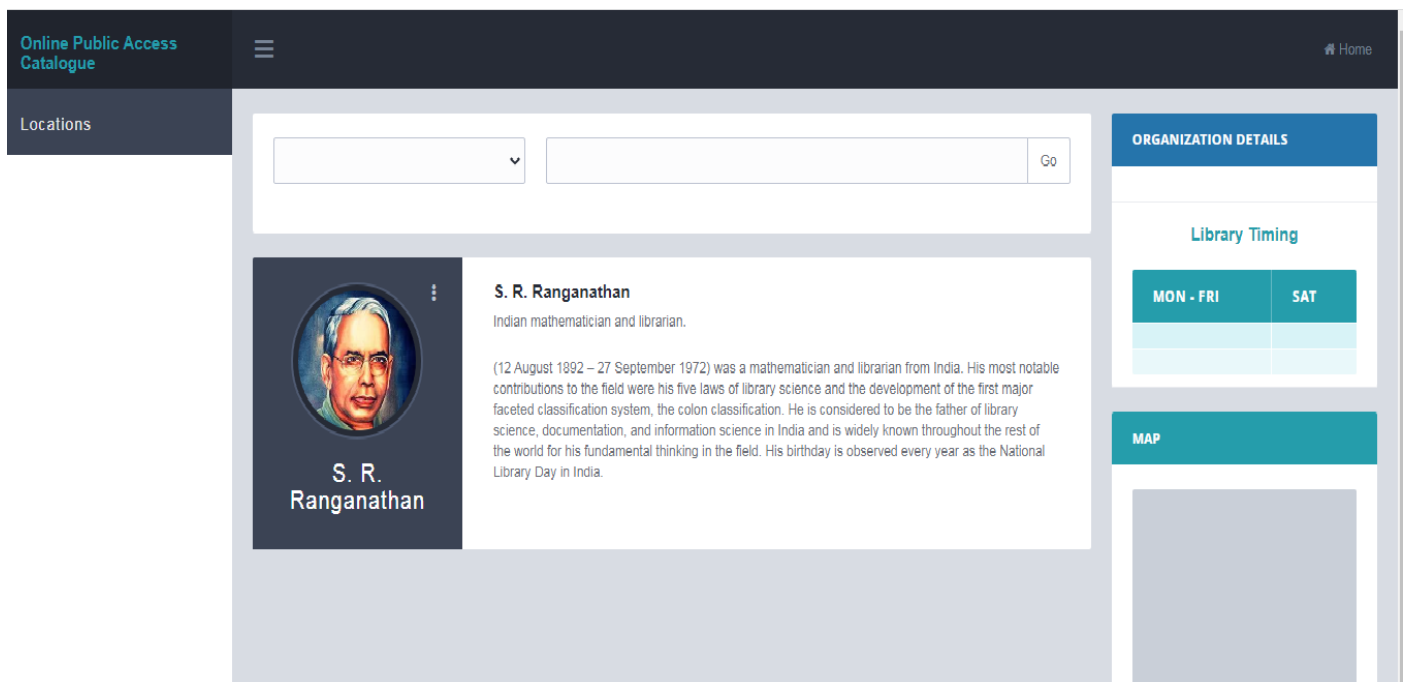 Online Public Access
Catalogue
Home
Locations
Go
S. R.
Ranganathan
S. R. Ranganathan
Indian mathematician and librarian.
(12 August 1892 – 27 September 1972) was a mathematician and librarian from India. His most notable
contributions to the field were his five laws of library science and the development of the first major
faceted classification system, the colon classification. He is considered to be the father of library
science, documentation, and information science in India and is widely known throughout the rest of
the world for his fundamental thinking in the field. His birthday is observed every year as the National
Library Day in India.
ORGANIZATION DETAILS
Library Timing
MON - FRI SAT
MAP